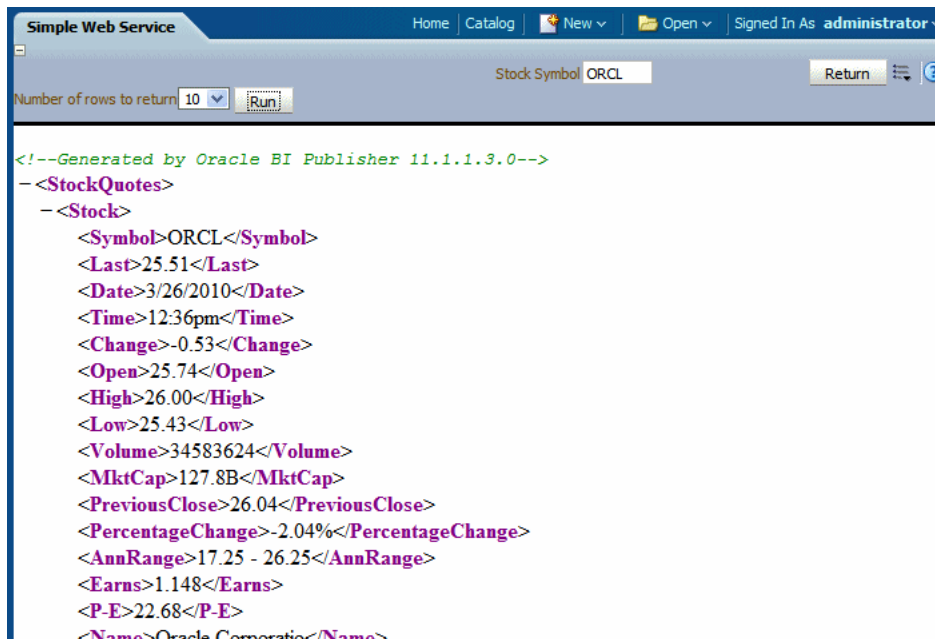 Simple Web Service
Home Catalog New Open Signed In As administrator
Stock Symbol ORCL Return
Number of rows to return 10 Run
<!--Generated by Oracle BI Publisher 11.1.1.3.0-->
−<StockQuotes>
−<Stock>
<Symbol>ORCL</Symbol>
<Last>25.51</Last>
<Date>3/26/2010</Date>
<Time>12:36pm</Time>
<Change>-0.53</Change>
<Open>25.74</Open>
<High>26.00</High>
<Low>25.43</Low>
<Volume>34583624</Volume>
<MktCap>127.8B</MktCap>
<PreviousClose>26.04</PreviousClose>
<PercentageChange>-2.04%</PercentageChange>
<AnnRange>17.25 - 26.25</AnnRange>
<Earns>1.148</Earns>
<P-E>22.68</P-E>
<Name>Oracle Corporatio</Name>